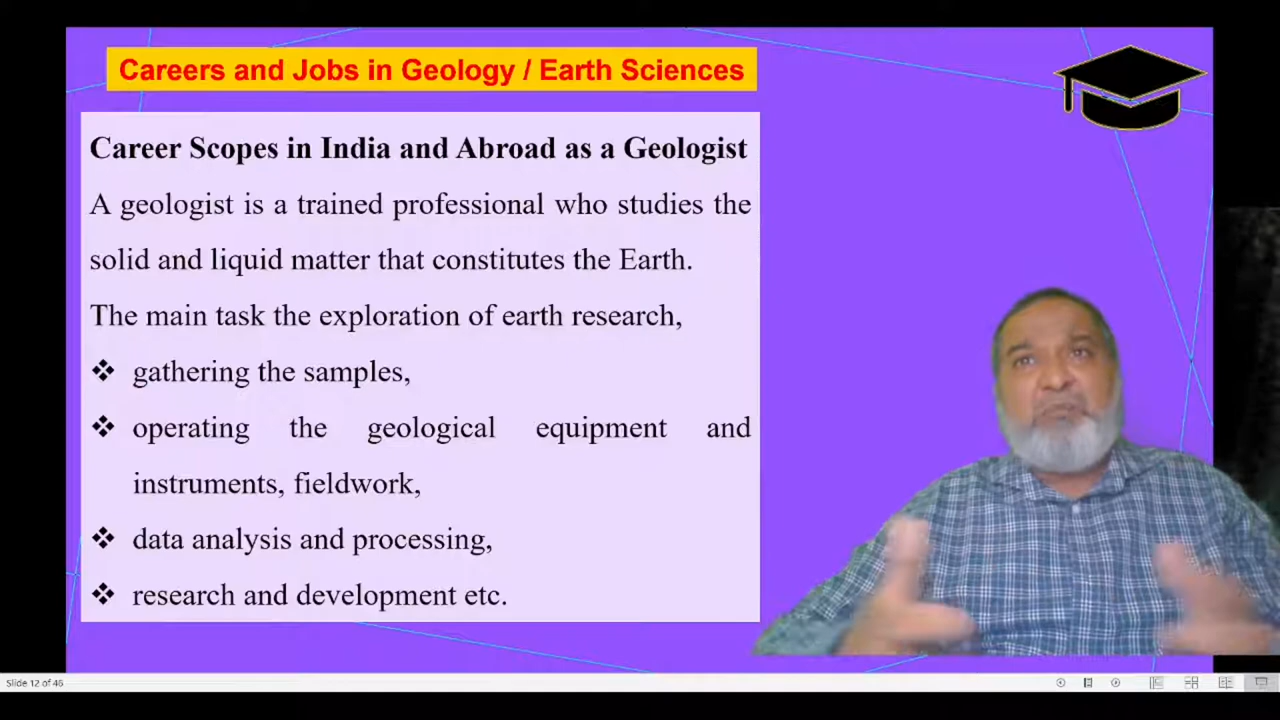 Careers and Jobs in Geology / Earth Sciences
Career Scopes in India and Abroad as a Geologist
A geologist is a trained professional who studies the
solid and liquid matter that constitutes the Earth.
The main task the exploration of earth research,
❖ gathering the samples,
❖ operating the geological equipment and
instruments, fieldwork,
❖ data analysis and processing,
❖ research and development etc.
Slide 12 of 46